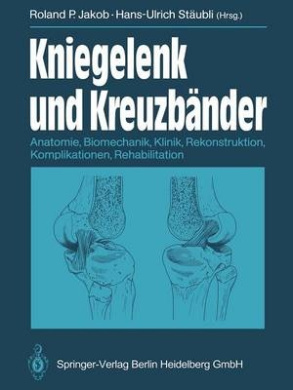 Roland P. Jakob · Hans-Ulrich Stäubli (Hrsg.)
Kniegelenk
und Kreuzbänder
Anatomie, Biomechanik, Klinik, Rekonstruktion,
Komplikationen, Rehabilitation
Springer-Verlag Berlin Heidelberg GmbH